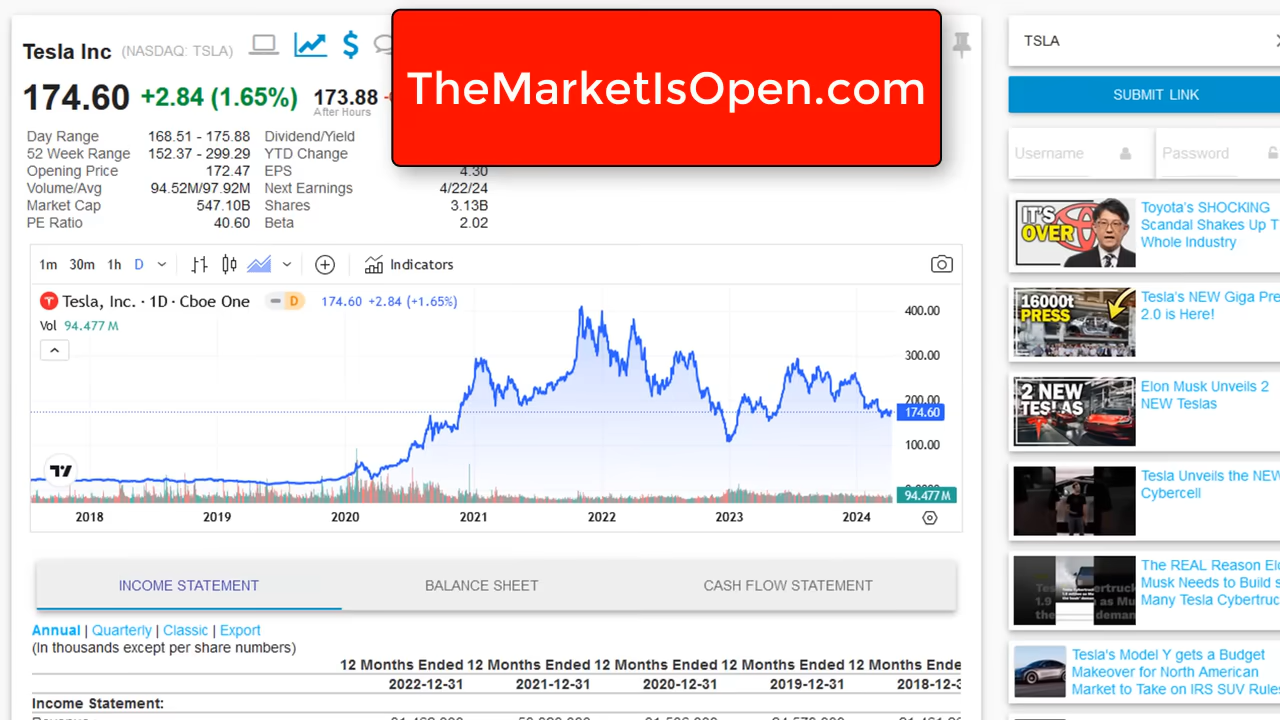 Tesla Inc (NASDAQ: TSLA)
174.60 +2.84 (1.65%) 173.88
After Hours
TheMarketIsOpen.com
Day Range 168.51 - 175.88 Dividend/Yield
52 Week Range 152.37 - 299.29 YTD Change
Opening Price 172.47 EPS 4.30
Volume/Avg 94.52M/97.92M Next Earnings 4/22/24
Market Cap 547.10B Shares 3.13B
PE Ratio 40.60 Beta 2.02
1m 30m 1h D Indicators
Tesla, Inc. · 1D · Cboe One D 174.60 +2.84 (+1.65%)
Vol 94.477 M
400.00
300.00
200.00
174.60
100.00
94.477 M
2018 2019 2020 2021 2022 2023 2024
INCOME STATEMENT BALANCE SHEET CASH FLOW STATEMENT
Annual | Quarterly | Classic | Export
(In thousands except per share numbers)
12 Months Ended 12 Months Ended 12 Months Ended 12 Months Ended 12 Months Ende
2022-12-31 2021-12-31 2020-12-31 2019-12-31 2018-12-3
Income Statement:
TSLA
SUBMIT LINK
Username Password
IT'S
OVER
Toyota's SHOCKING
Scandal Shakes Up T
Whole Industry
16000t
PRESS
Tesla's NEW Giga Pre
2.0 is Here!
2 NEW
TESLAS
Elon Musk Unveils 2
NEW Teslas
Tesla Unveils the NEW
Cybercell
The REAL Reason Elo
Musk Needs to Build s
Many Tesla Cybertruc
Tesla's Model Y gets a Budget
Makeover for North American
Market to Take on IRS SUV Rules